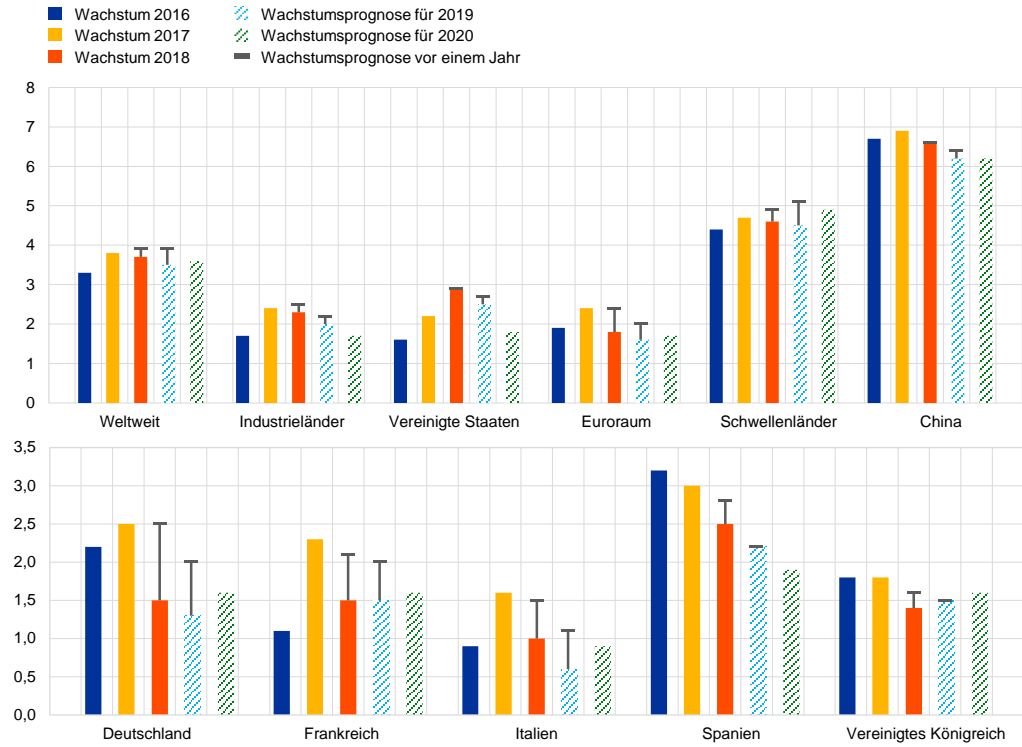 Wachstum 2016
Wachstumsprognose für 2019
Wachstum 2017
Wachstumsprognose für 2020
Wachstum 2018
Wachstumsprognose vor einem Jahr
8
7
6
5
4
3
2
1
0
Weltweit
Industrieländer
Vereinigte Staaten
Euroraum
Schwellenländer
China
3,5
3,0
2,5
2,0
1,5
1,0
0,5
0,0
Deutschland
Frankreich
Italien
Spanien
Vereinigtes Königreich